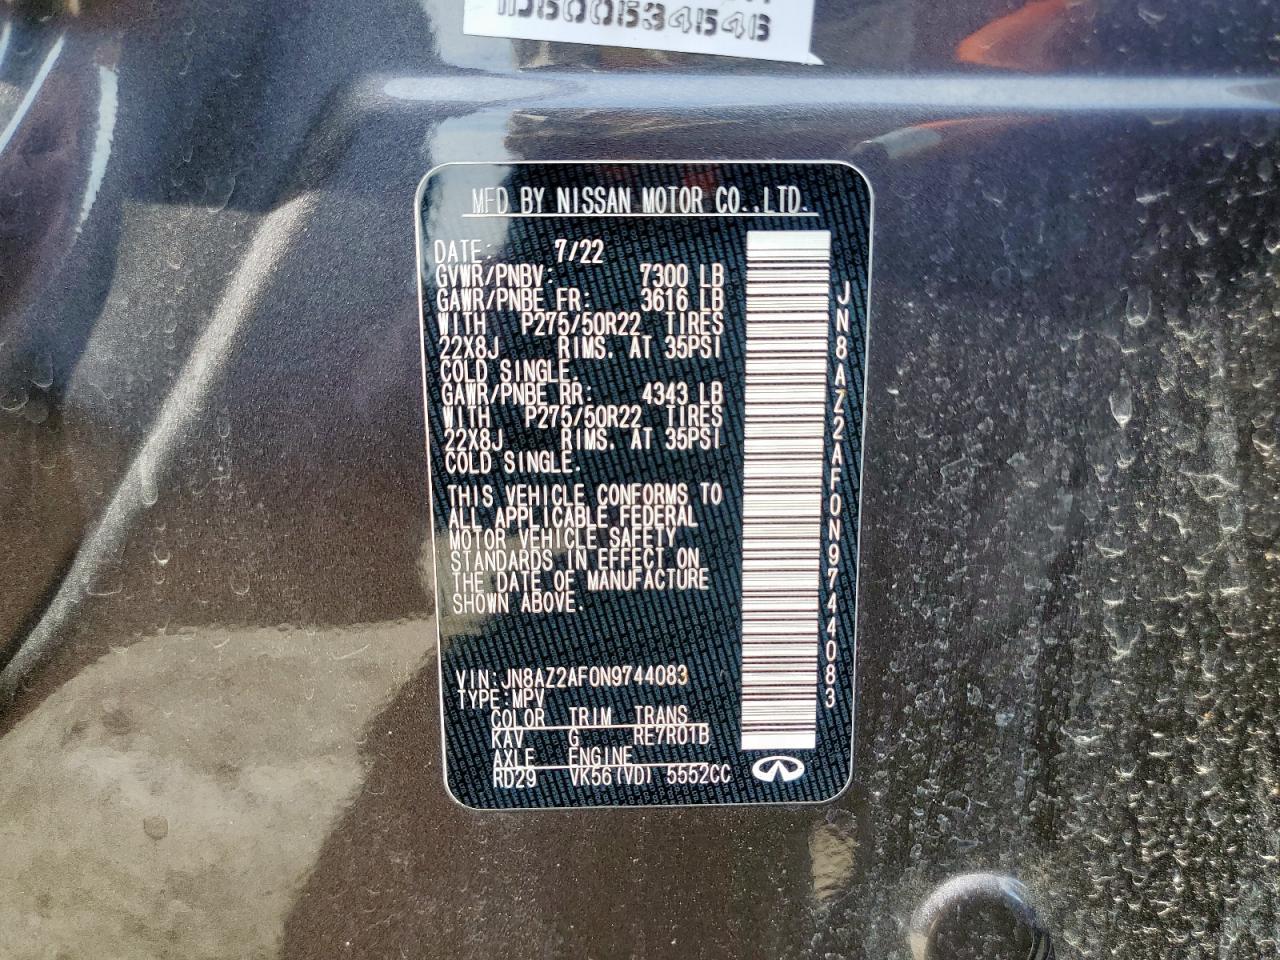 MFD BY NISSAN MOTOR CO.,LTD.
DATE: 7/22
GVWR/PNBV: 7300 LB
GAWR/PNBE FR: 3616 LB
WITH P275/50R22 TIRES
22X8J RIMS. AT 35PSI
COLD SINGLE.
GAWR/PNBE RR: 4343 LB
WITH P275/50R22 TIRES
22X8J RIMS. AT 35PSI
COLD SINGLE.
THIS VEHICLE CONFORMS TO
ALL APPLICABLE FEDERAL
MOTOR VEHICLE SAFETY
STANDARDS IN EFFECT ON
THE DATE OF MANUFACTURE
SHOWN ABOVE.
VIN:JN8AZ2AF0N9744083
TYPE:MPV
COLOR TRIM TRANS
KAV G RE7R01B
AXLE ENGINE
RD29 VK56(VD) 5552CC
JN8AZ2AF0N9744083